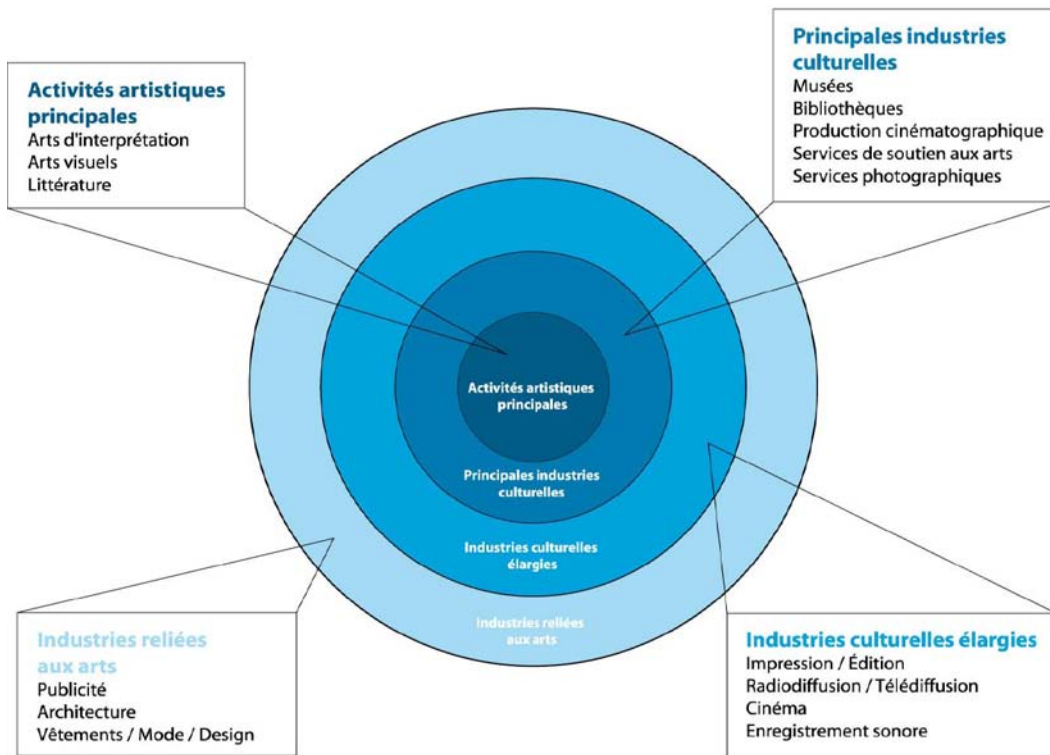 Activités artistiques
principales
Arts d'interprétation
Arts visuels
Littérature
Principales industries
culturelles
Musées
Bibliothèques
Production cinématographique
Services de soutien aux arts
Services photographiques
Activités artistiques
principales
Principales industries
culturelles
Industries culturelles
élargies
Industries reliées
aux arts
Industries reliées
aux arts
Publicité
Architecture
Vêtements / Mode / Design
Industries culturelles élargies
Impression / Édition
Radiodiffusion / Télédiffusion
Cinéma
Enregistrement sonore